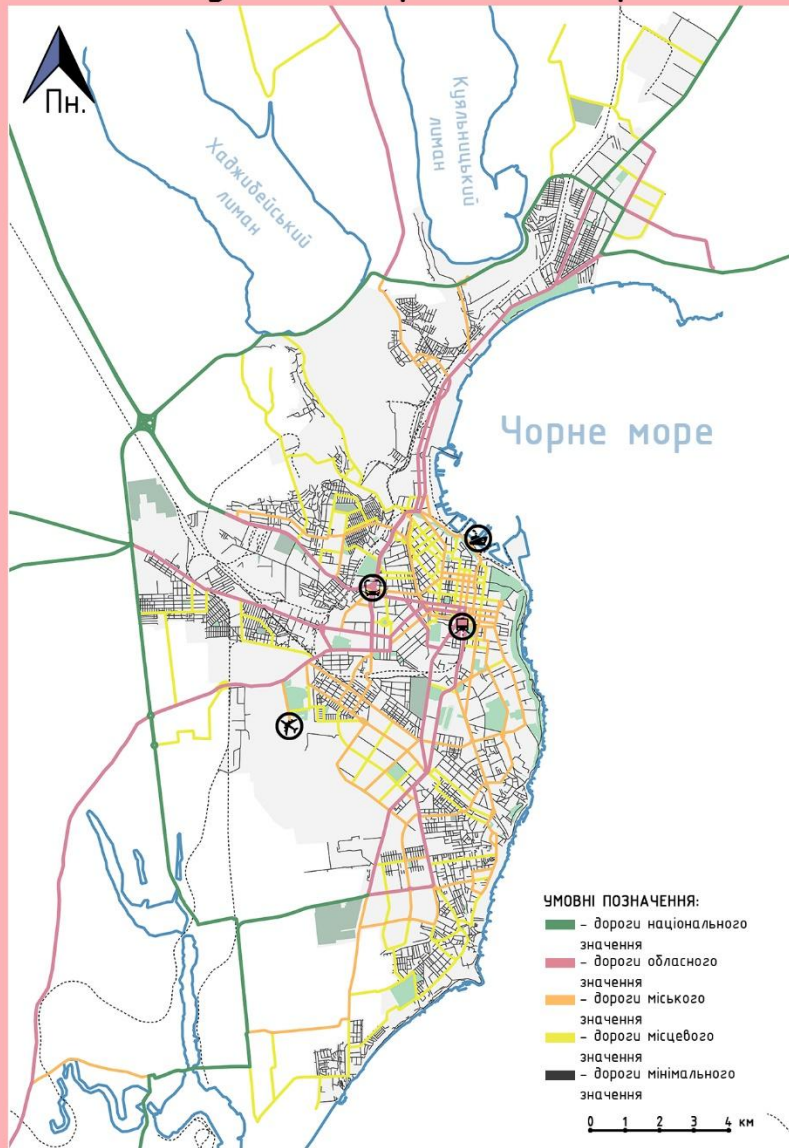 Пн.
Хаджибейський
лиман
Куяльницький
лиман
Чорне море
УМОВНІ ПОЗНАЧЕННЯ:
- дороги національного
значення
- дороги обласного
значення
- дороги міського
значення
- дороги місцевого
значення
- дороги мінімального
значення
0 1 2 3 4 км